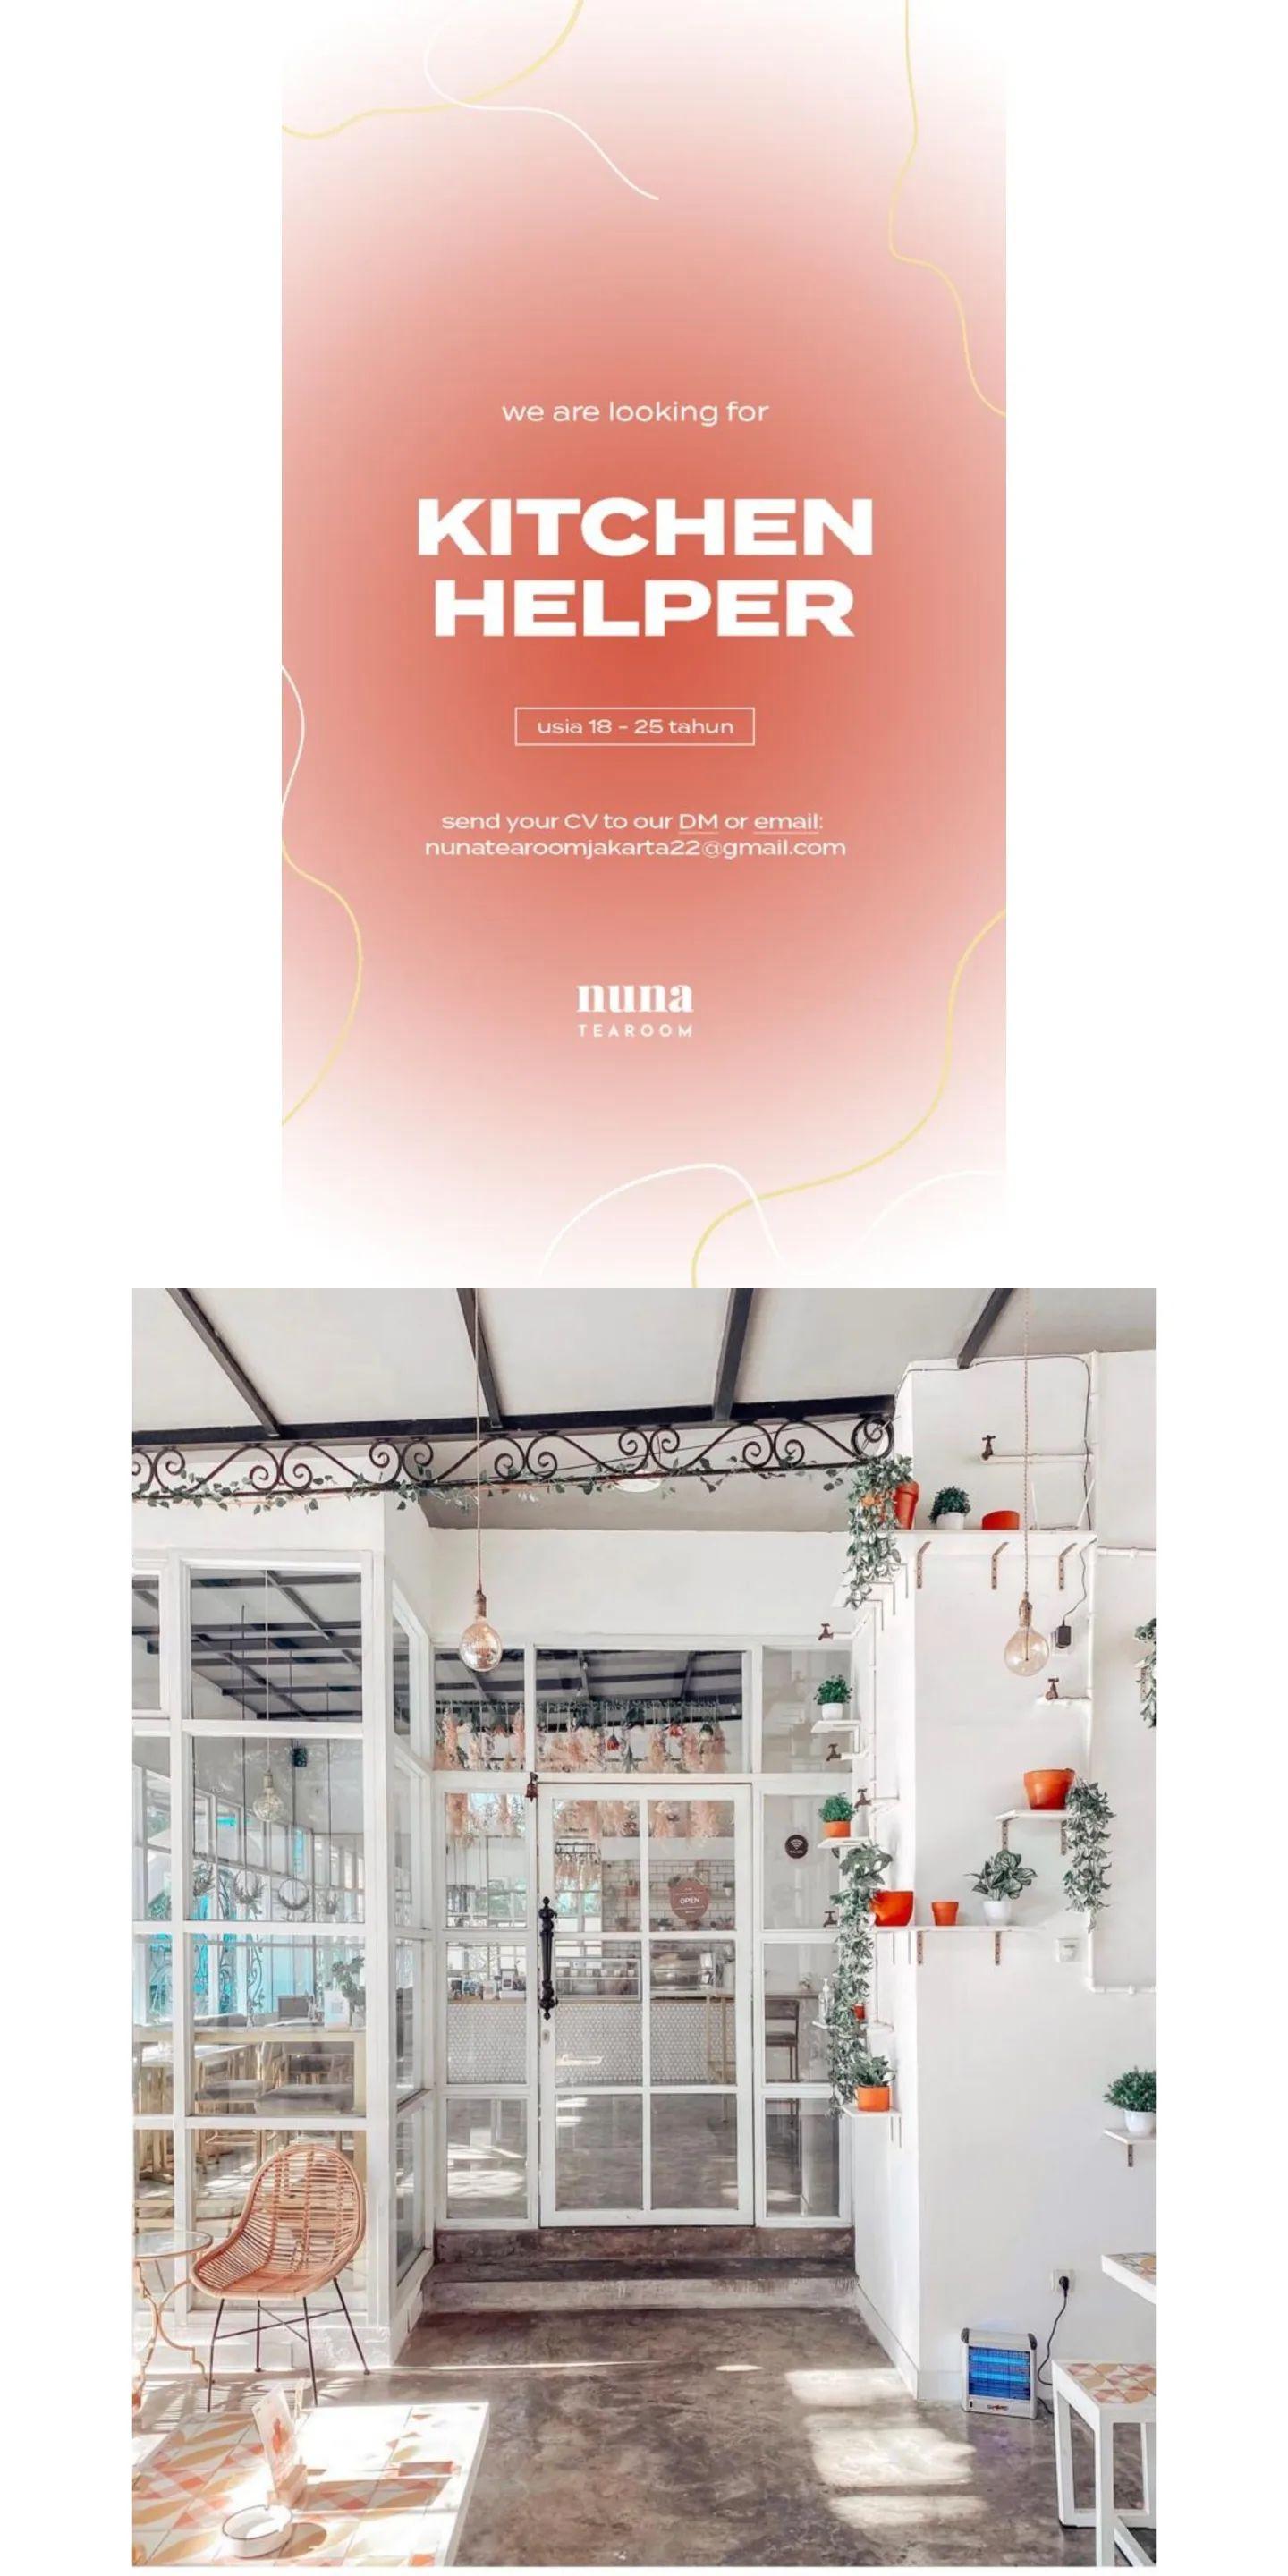 we are looking for
KITCHEN
HELPER
usia 18 - 25 tahun
send your CV to our DM or email:
nunatearoomjakarta22@gmail.com
nuna
TEAROOM
OPEN